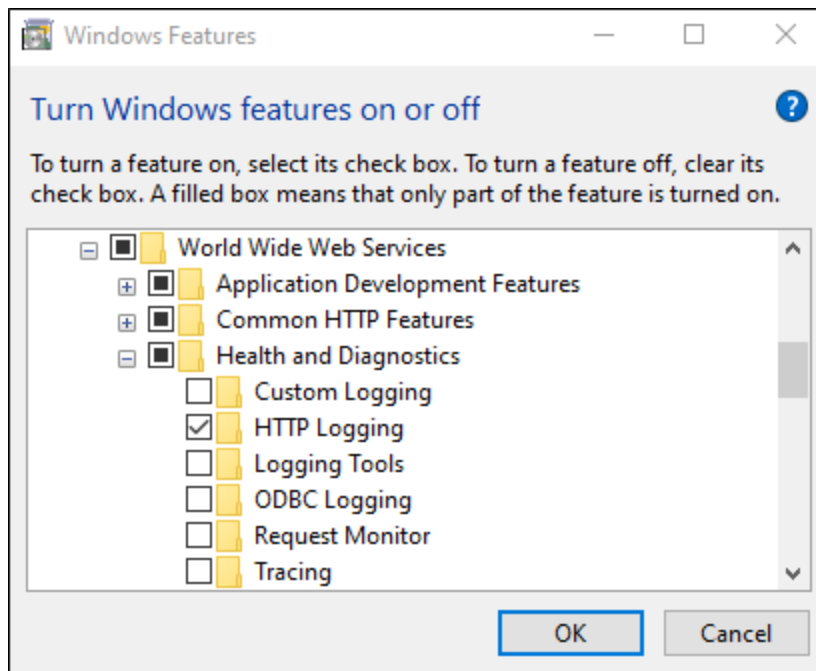 Windows Features
Turn Windows features on or off
?
To turn a feature on, select its check box. To turn a feature off, clear its
check box. A filled box means that only part of the feature is turned on.
World Wide Web Services
Application Development Features
Common HTTP Features
Health and Diagnostics
Custom Logging
HTTP Logging
Logging Tools
ODBC Logging
Request Monitor
Tracing
OK Cancel